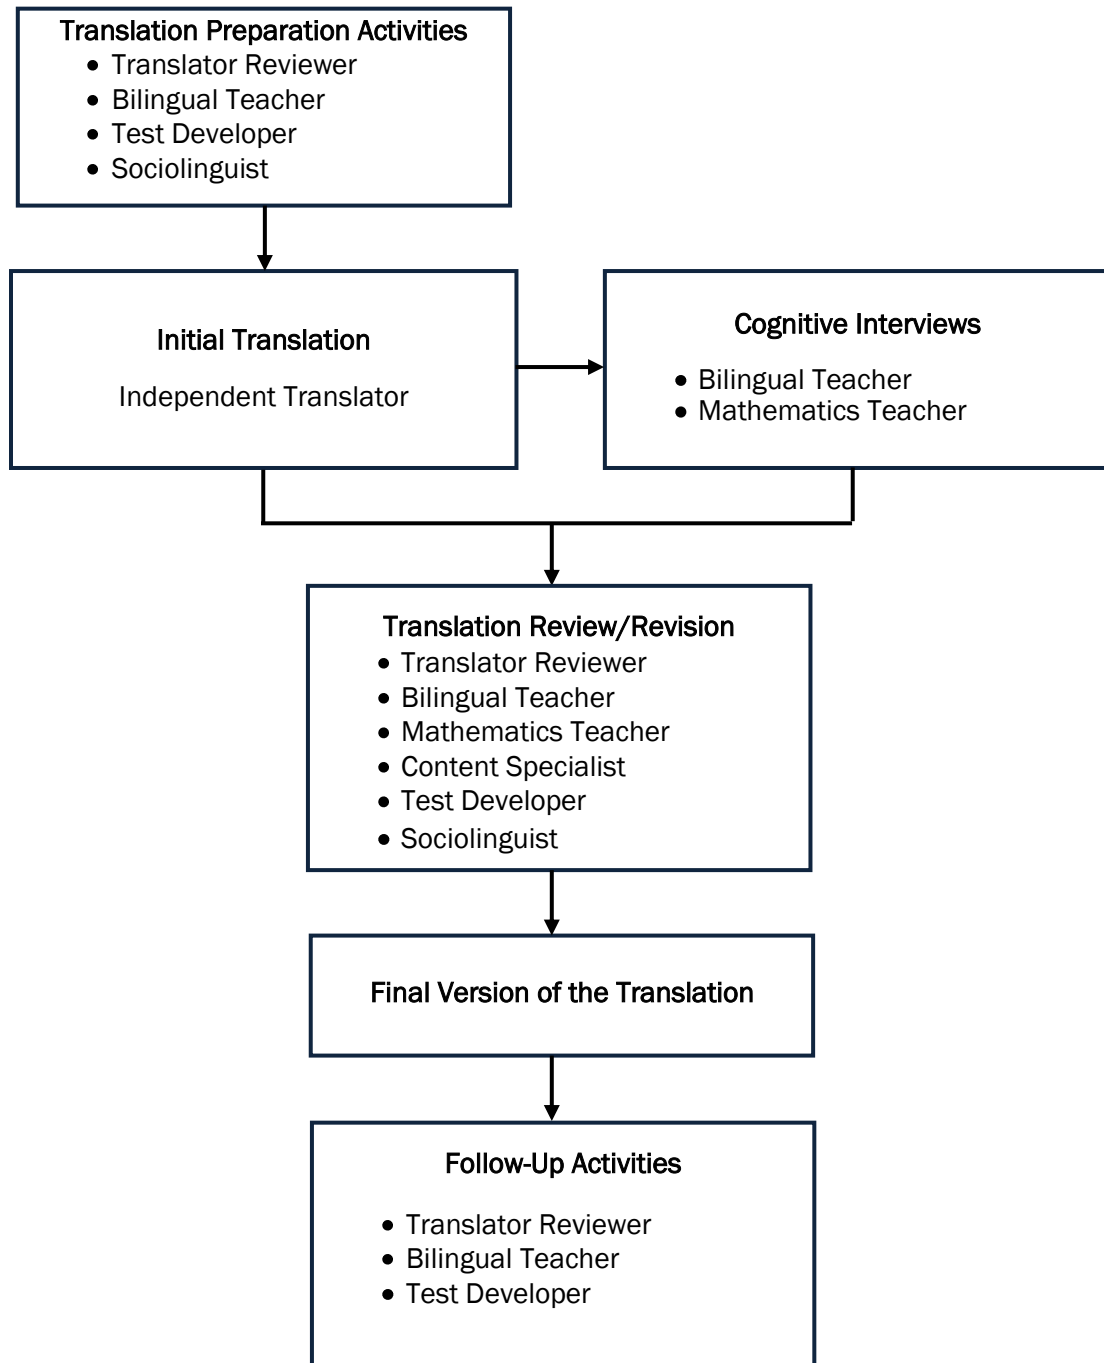 Translation Preparation Activities
• Translator Reviewer
• Bilingual Teacher
• Test Developer
• Sociolinguist
Initial Translation
Independent Translator
Cognitive Interviews
• Bilingual Teacher
• Mathematics Teacher
Translation Review/Revision
• Translator Reviewer
• Bilingual Teacher
• Mathematics Teacher
• Content Specialist
• Test Developer
• Sociolinguist
Final Version of the Translation
Follow-Up Activities
• Translator Reviewer
• Bilingual Teacher
• Test Developer